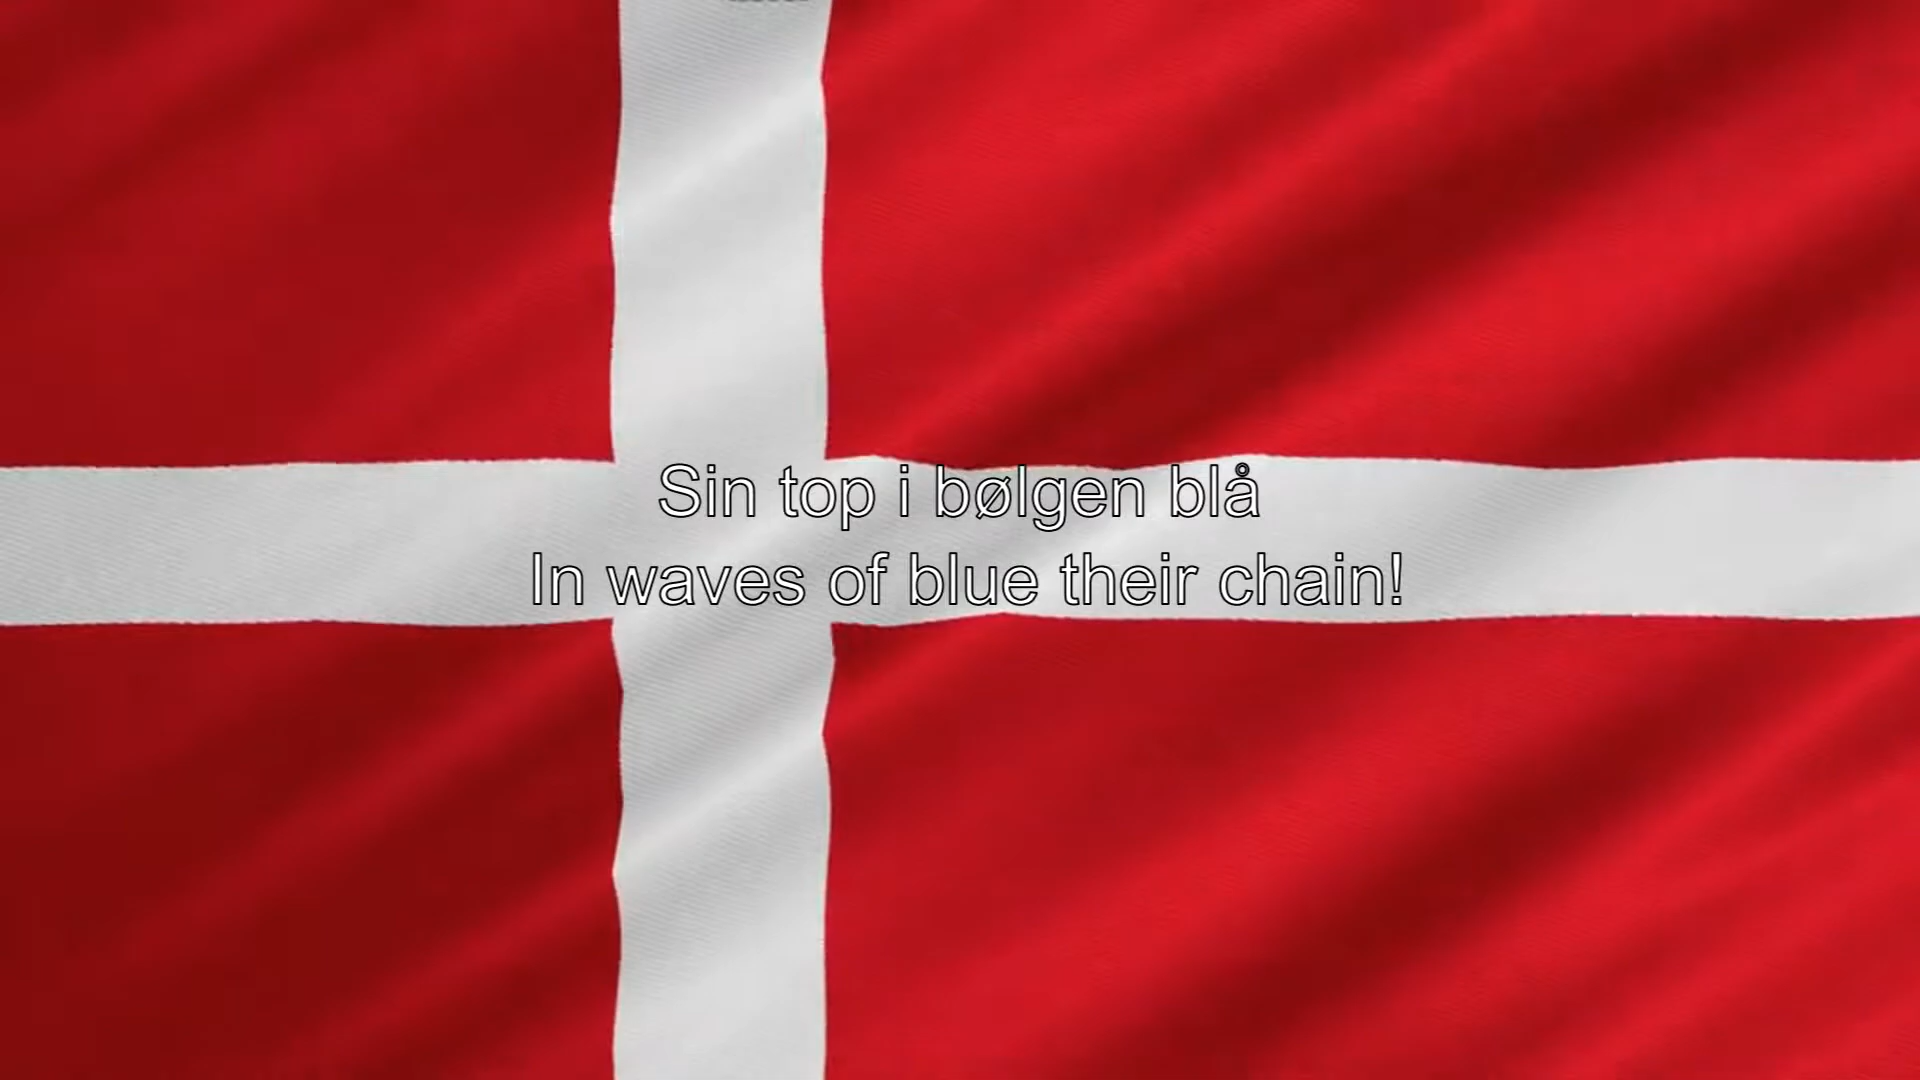 Sin top i bølgen blå
In waves of blue their chain!